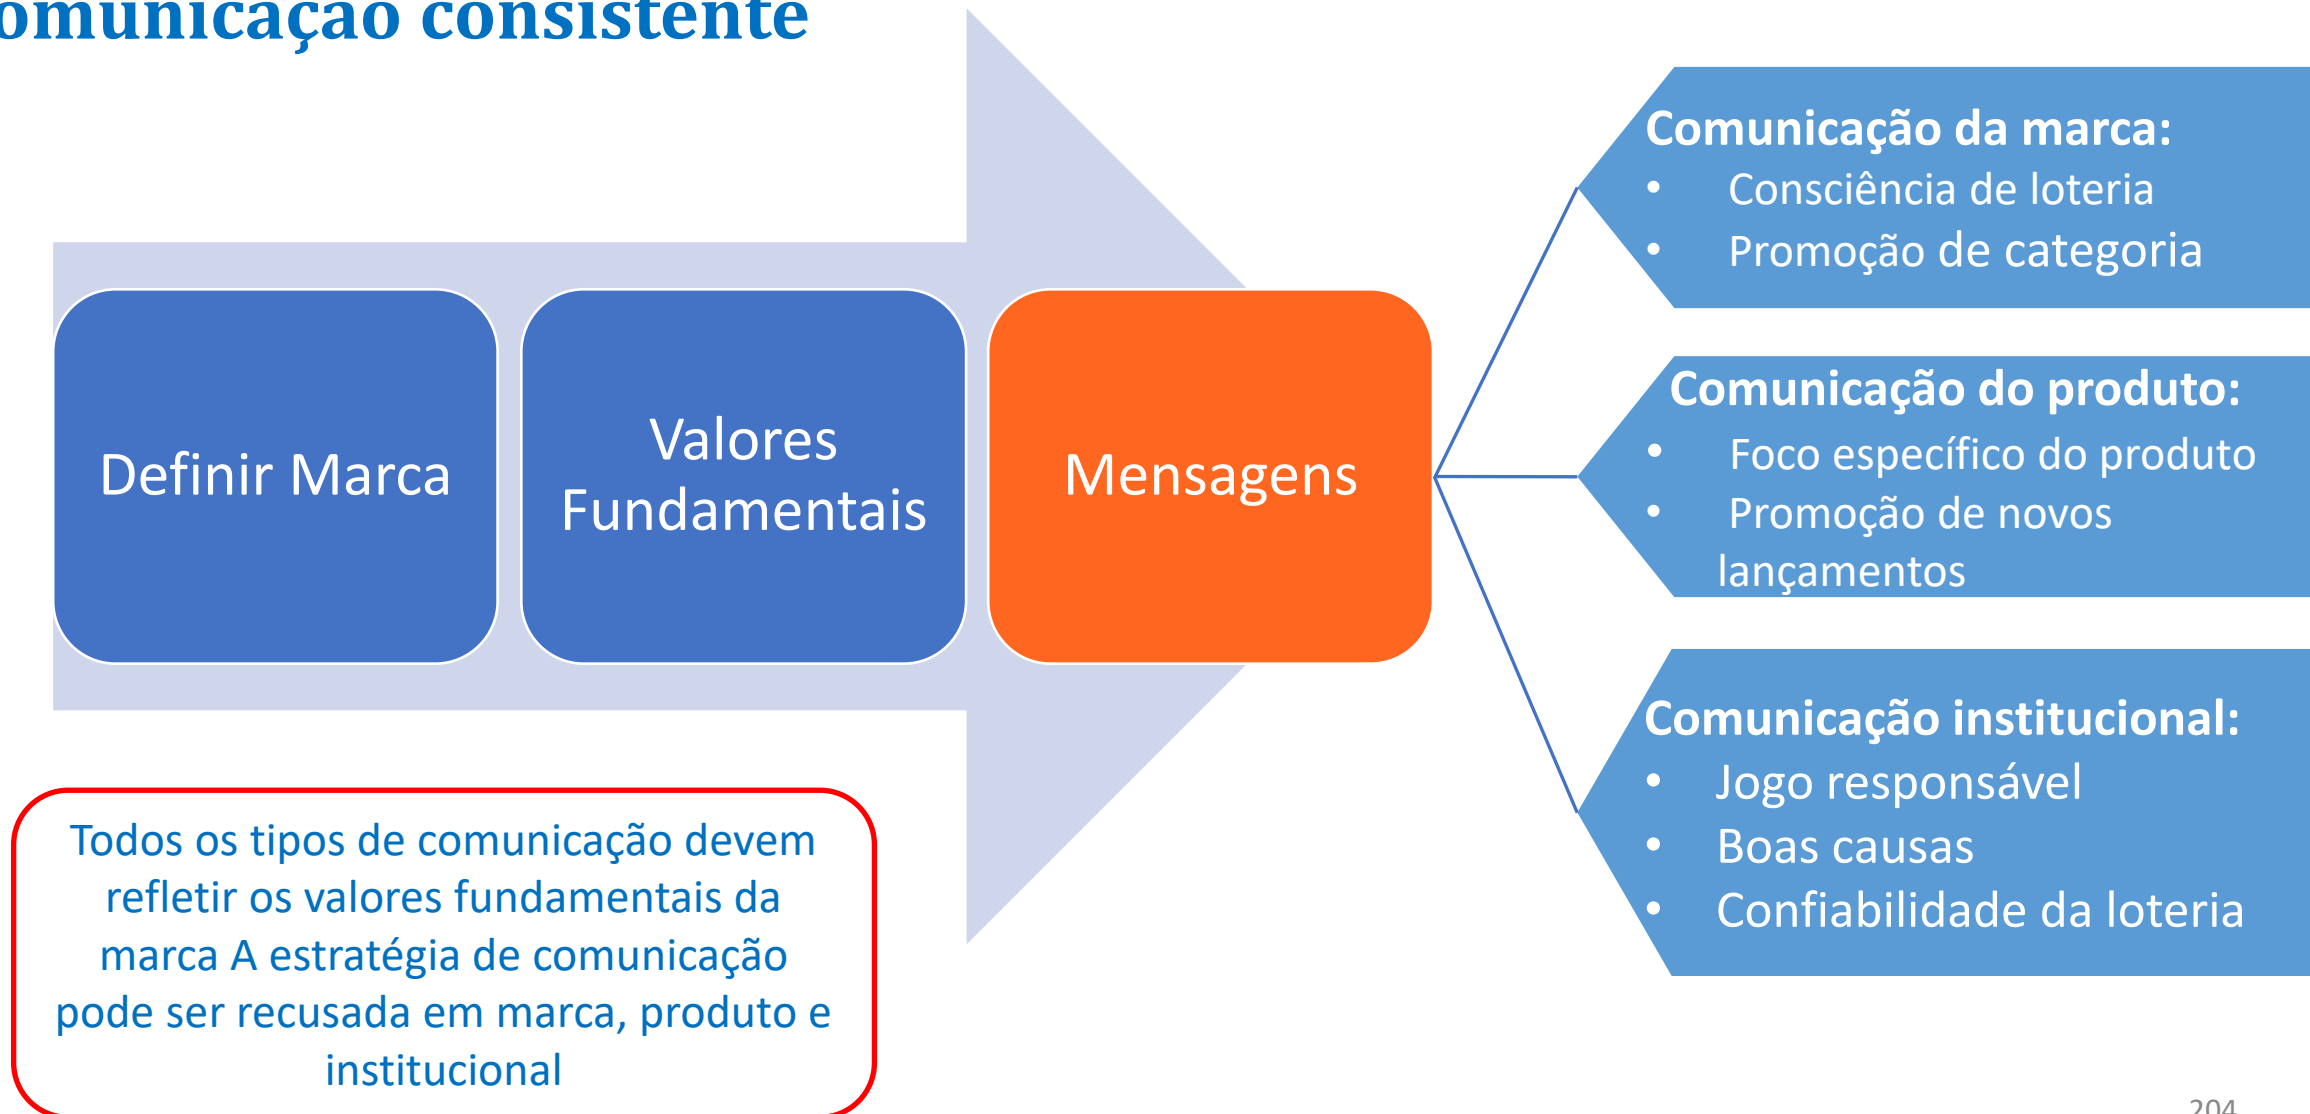 omunicação consistente
Definir Marca
Valores
Fundamentais
Mensagens
Comunicação da marca:
• Consciência de loteria
• Promoção de categoria
Comunicação do produto:
• Foco específico do produto
• Promoção de novos
lançamentos
Comunicação institucional:
• Jogo responsável
• Boas causas
• Confiabilidade da loteria
Todos os tipos de comunicação devem
refletir os valores fundamentais da
marca A estratégia de comunicação
pode ser recusada em marca, produto e
institucional
204